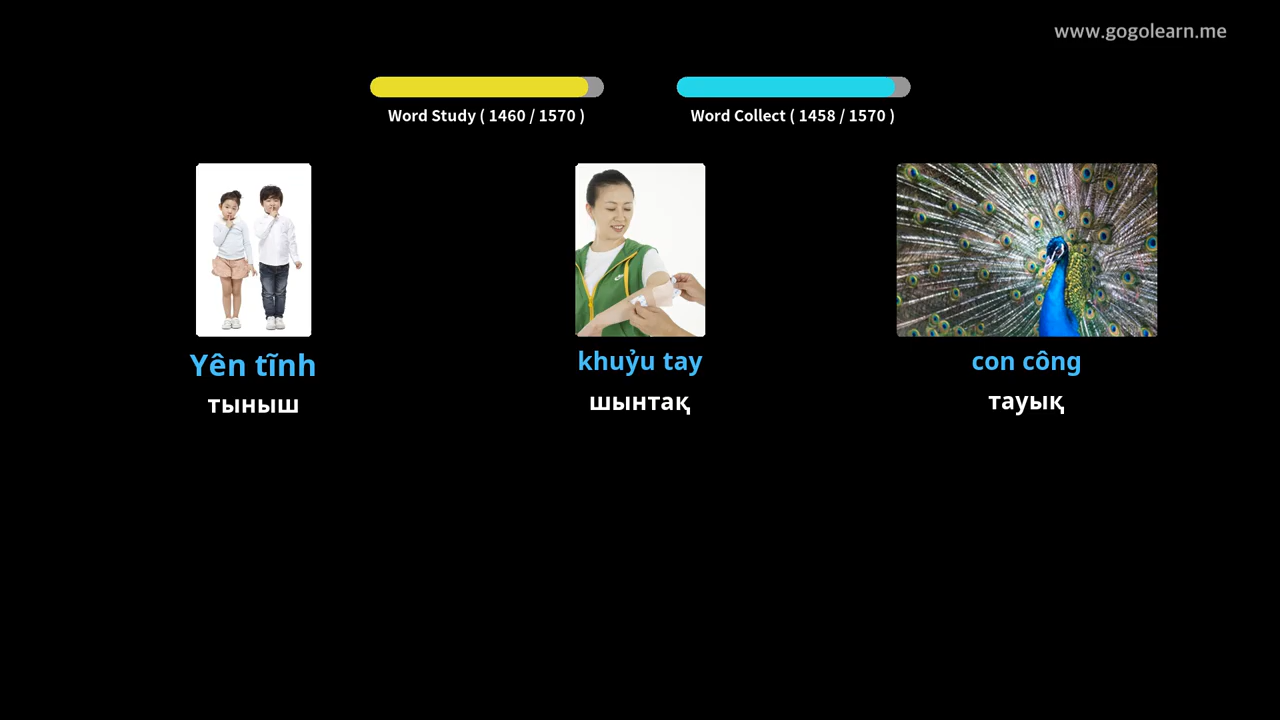 www.gogolearn.me
Word Study ( 1460 / 1570 )
Word Collect ( 1458 / 1570 )
Yên tĩnh
тыныш
khuỷu tay
шынтақ
con công
тауық